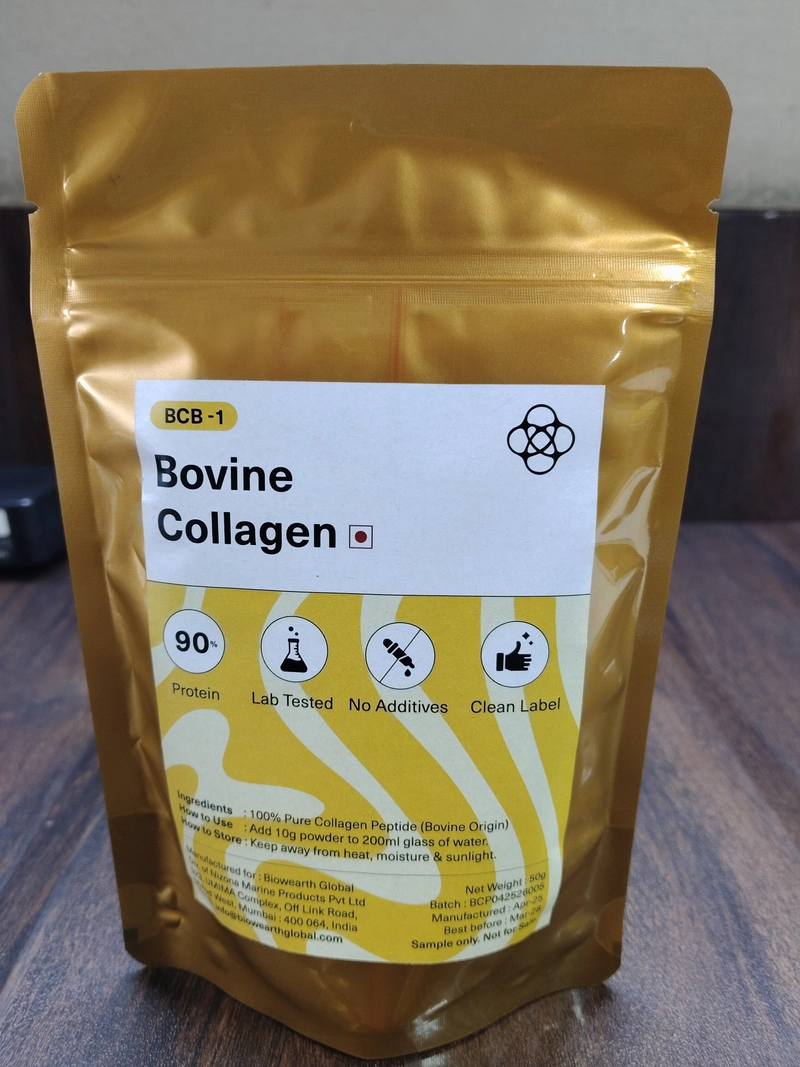 BCB -1
Bovine
Collagen
90%
Protein
Lab Tested
No Additives
Clean Label
Ingredients : 100% Pure Collagen Peptide (Bovine Origin)
How to Use : Add 10g powder to 200ml glass of water.
How to Store : Keep away from heat, moisture & sunlight.
Manufactured for : Biowearth Global
of Nizona Marine Products Pvt Ltd
UMIMA Complex, Off Link Road,
West, Mumbai : 400 064, India
info@biowearthglobal.com
Net Weight : 50g
Batch : BCP042526005
Manufactured : Apr-25
Best before : Mar-28
Sample only. Not for Sale